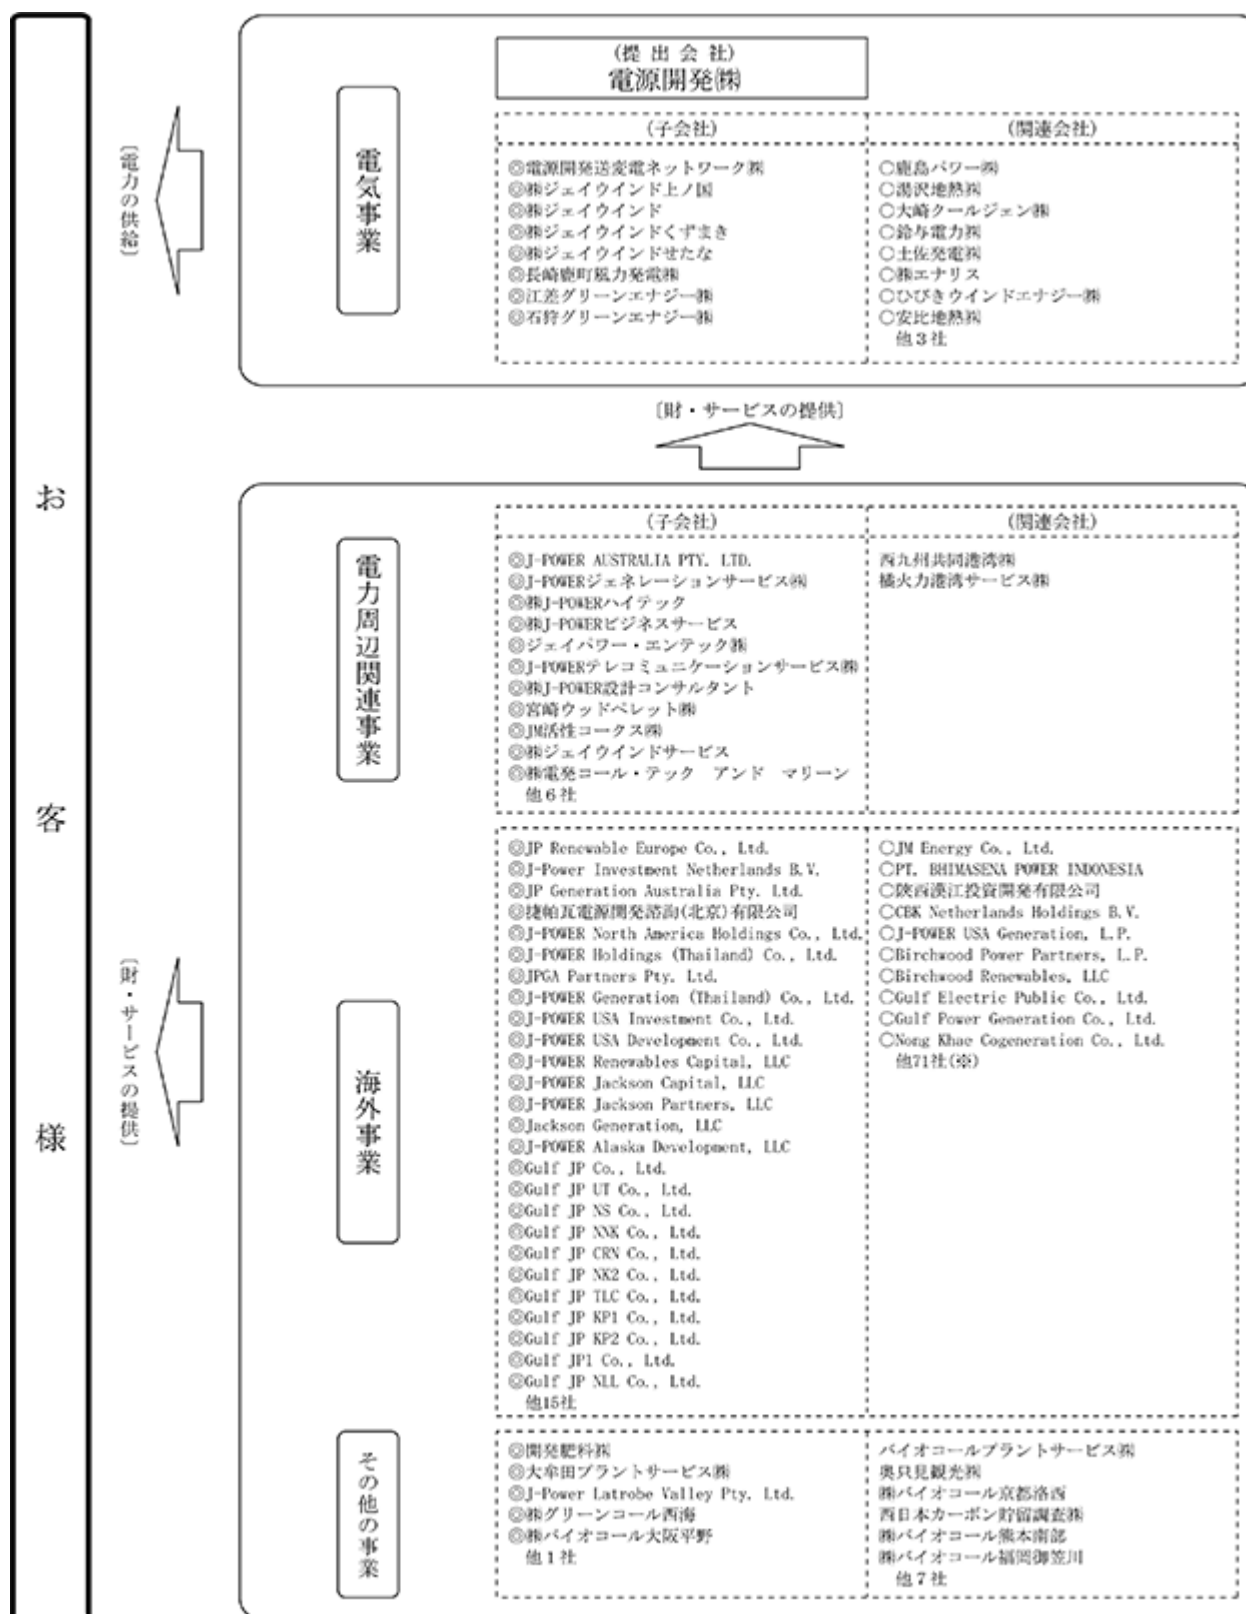 お客様
〔電力の供給〕
電気事業
(提出会社)
電源開発㈱
(子会社)
◎電源開発送変電ネットワーク㈱
◎㈱ジェイウインド上ノ国
◎㈱ジェイウインド
◎㈱ジェイウインドくずまき
◎㈱ジェイウインドせたな
◎長崎鹿町風力発電㈱
◎江差グリーンエナジー㈱
◎石狩グリーンエナジー㈱
(関連会社)
○鹿島パワー㈱
○湯沢地熱㈱
○大崎クールジェン㈱
○鈴与電力㈱
○土佐発電㈱
○㈱エナリス
○ひびきウインドエナジー㈱
○安比地熱㈱
他3社
〔財・サービスの提供〕
〔財・サービスの提供〕
電力周辺関連事業
(子会社)
◎J-POWER AUSTRALIA PTY. LTD.
◎J-POWERジェネレーションサービス㈱
◎㈱J-POWERハイテック
◎㈱J-POWERビジネスサービス
◎ジェイパワー・エンテック㈱
◎J-POWERテレコミュニケーションサービス㈱
◎㈱J-POWER設計コンサルタント
◎宮崎ウッドペレット㈱
◎JM活性コークス㈱
◎㈱ジェイウインドサービス
◎㈱電発コール・テック アンド マリーン
他6社
(関連会社)
西九州共同港湾㈱
橘火力港湾サービス㈱
海外事業
◎JP Renewable Europe Co., Ltd.
◎J-Power Investment Netherlands B.V.
◎JP Generation Australia Pty. Ltd.
◎捷帕瓦電源開発諮詢(北京)有限公司
◎J-POWER North America Holdings Co., Ltd.
◎J-POWER Holdings (Thailand) Co., Ltd.
◎JPGA Partners Pty. Ltd.
◎J-POWER Generation (Thailand) Co., Ltd.
◎J-POWER USA Investment Co., Ltd.
◎J-POWER USA Development Co., Ltd.
◎J-POWER Renewables Capital, LLC
◎J-POWER Jackson Capital, LLC
◎J-POWER Jackson Partners, LLC
◎Jackson Generation, LLC
◎J-POWER Alaska Development, LLC
◎Gulf JP Co., Ltd.
◎Gulf JP UT Co., Ltd.
◎Gulf JP NS Co., Ltd.
◎Gulf JP NNK Co., Ltd.
◎Gulf JP CRN Co., Ltd.
◎Gulf JP NK2 Co., Ltd.
◎Gulf JP TLC Co., Ltd.
◎Gulf JP KP1 Co., Ltd.
◎Gulf JP KP2 Co., Ltd.
◎Gulf JP1 Co., Ltd.
◎Gulf JP NLL Co., Ltd.
他15社
○JM Energy Co., Ltd.
○PT. BHIMASENA POWER INDONESIA
○陝西漢江投資開発有限公司
○CBK Netherlands Holdings B.V.
○J-POWER USA Generation, L.P.
○Birchwood Power Partners, L.P.
○Birchwood Renewables, LLC
○Gulf Electric Public Co., Ltd.
○Gulf Power Generation Co., Ltd.
○Nong Khae Cogeneration Co., Ltd.
他71社(※)
その他の事業
◎開発肥料㈱
◎大牟田プラントサービス㈱
◎J-Power Latrobe Valley Pty. Ltd.
◎㈱グリーンコール西海
◎㈱バイオコール大阪平野
他1社
バイオコールプラントサービス㈱
奥只見観光㈱
㈱バイオコール京都洛西
西日本カーボン貯留調査㈱
㈱バイオコール熊本南部
㈱バイオコール福岡御笠川
他7社